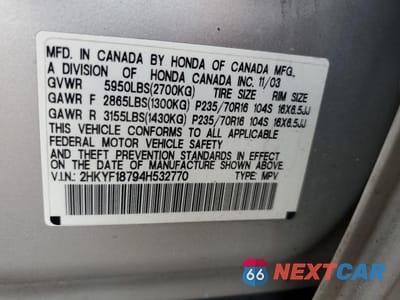 MFD. IN CANADA BY HONDA OF CANADA MFG.,
A DIVISION OF HONDA CANADA INC. 11/03
GVWR 5950LBS(2700KG) TIRE SIZE RIM SIZE
GAWR F 2865LBS(1300KG) P235/70R16 104S 16X6.5JJ
GAWR R 3155LBS(1430KG) P235/70R16 104S 16X6.5JJ
THIS VEHICLE CONFORMS TO ALL APPLICABLE
FEDERAL MOTOR VEHICLE SAFETY
AND THEFT PREVENTION STANDARDS IN EFFECT
ON THE DATE OF MANUFACTURE SHOWN ABOVE.
V.I.N.: 2HKYF18794H532770 TYPE: MPV
66 NEXTCAR